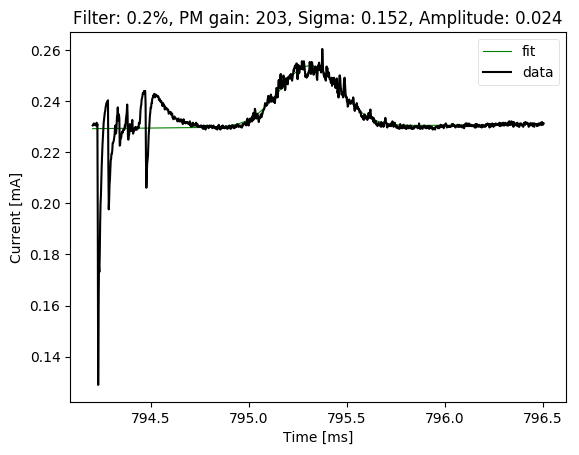 Filter: 0.2%, PM gain: 203, Sigma: 0.152, Amplitude: 0.024
fit
data
0.26
0.24
0.22
0.20
0.18
0.16
0.14
Current [mA]
794.5 795.0 795.5 796.0 796.5
Time [ms]